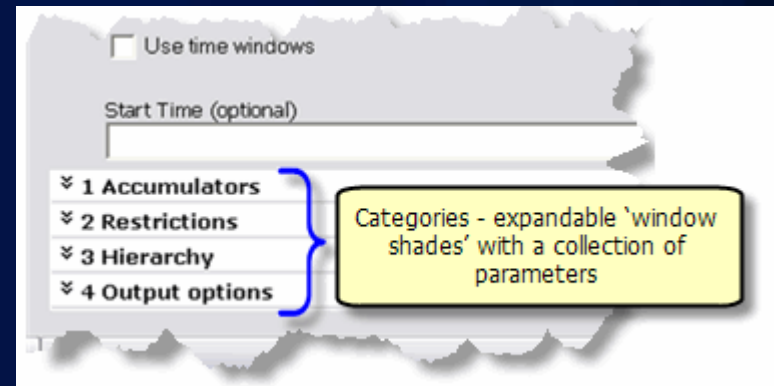 Use time windows
Start Time (optional)
1 Accumulators
2 Restrictions
3 Hierarchy
4 Output options
Categories - expandable ‘window
shades’ with a collection of
parameters